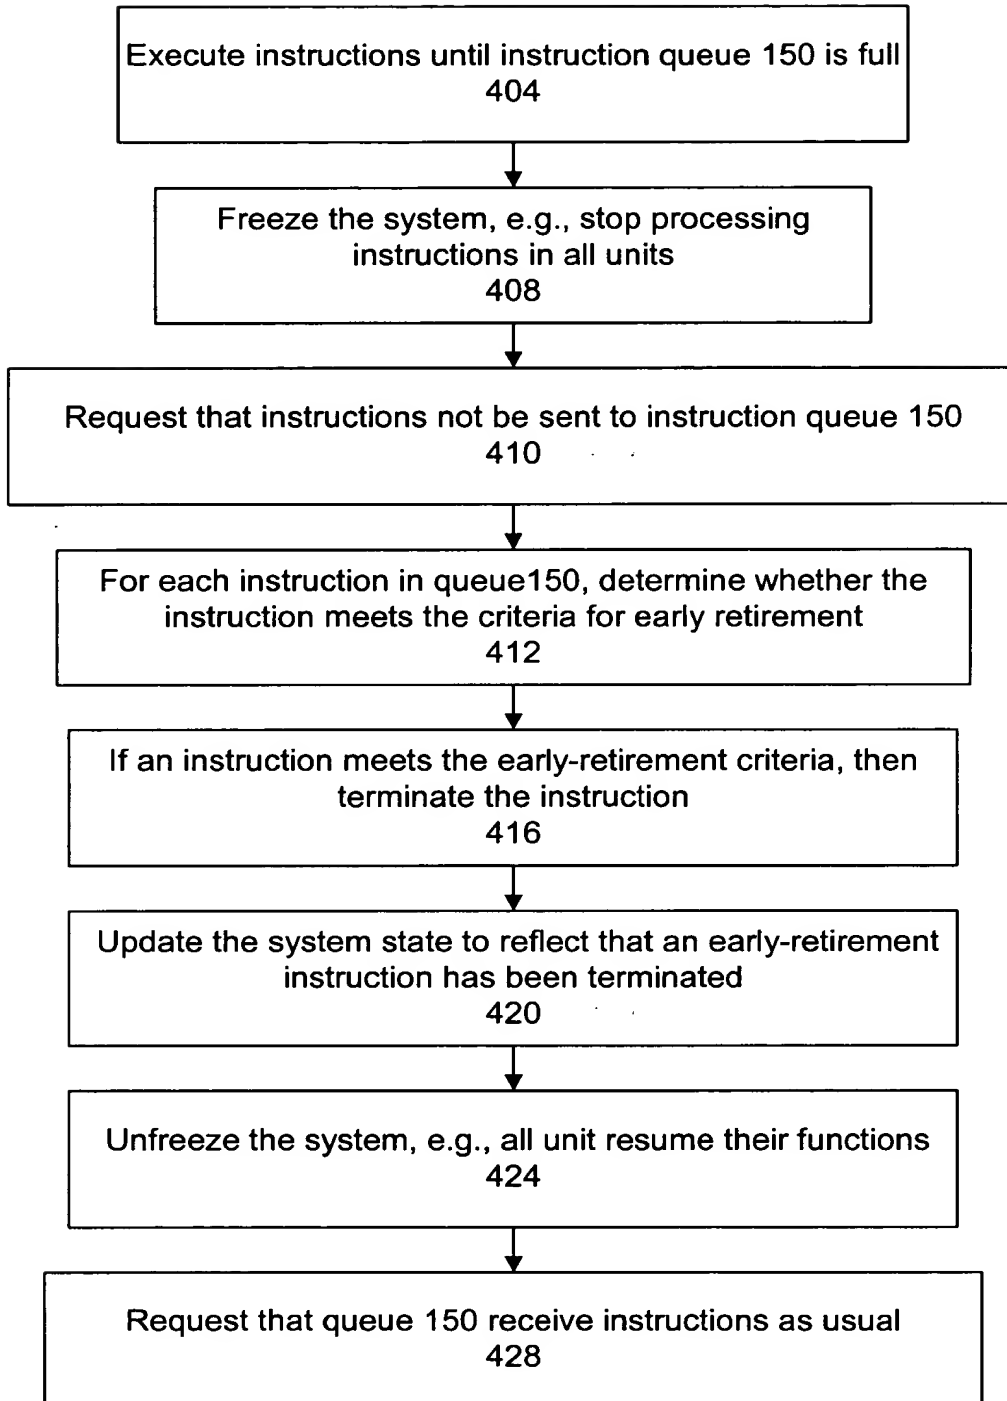 Execute instructions until instruction queue 150 is full
404
Freeze the system, e.g., stop processing
instructions in all units
408
Request that instructions not be sent to instruction queue 150
410
For each instruction in queue150, determine whether the
instruction meets the criteria for early retirement
412
If an instruction meets the early-retirement criteria, then
terminate the instruction
416
Update the system state to reflect that an early-retirement
instruction has been terminated
420
Unfreeze the system, e.g., all unit resume their functions
424
Request that queue 150 receive instructions as usual
428